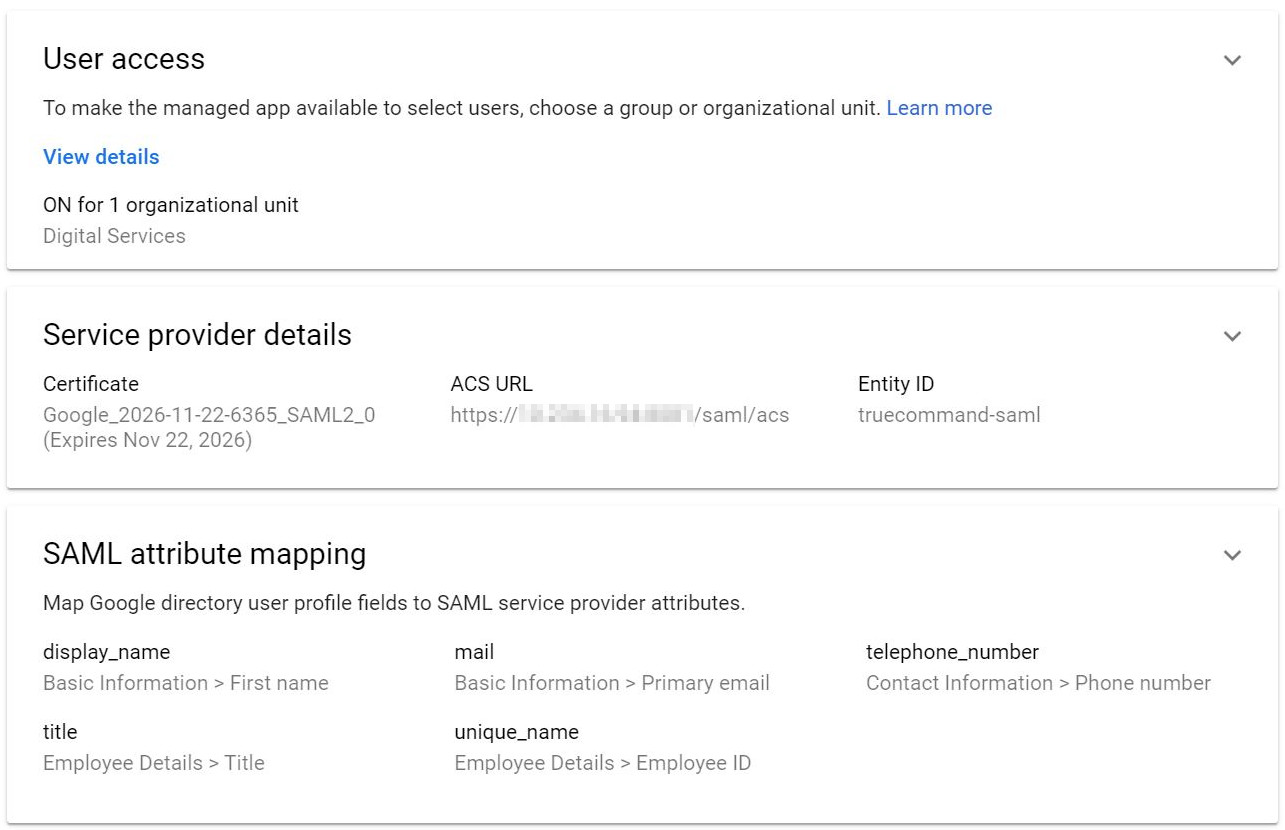 User access
To make the managed app available to select users, choose a group or organizational unit. Learn more
View details
ON for 1 organizational unit
Digital Services
Service provider details
Certificate
Google_2026-11-22-6365_SAML2_0
(Expires Nov 22, 2026)
ACS URL
https:// /saml/acs
Entity ID
truecommand-saml
SAML attribute mapping
Map Google directory user profile fields to SAML service provider attributes.
display_name
Basic Information > First name
mail
Basic Information > Primary email
telephone_number
Contact Information > Phone number
title
Employee Details > Title
unique_name
Employee Details > Employee ID